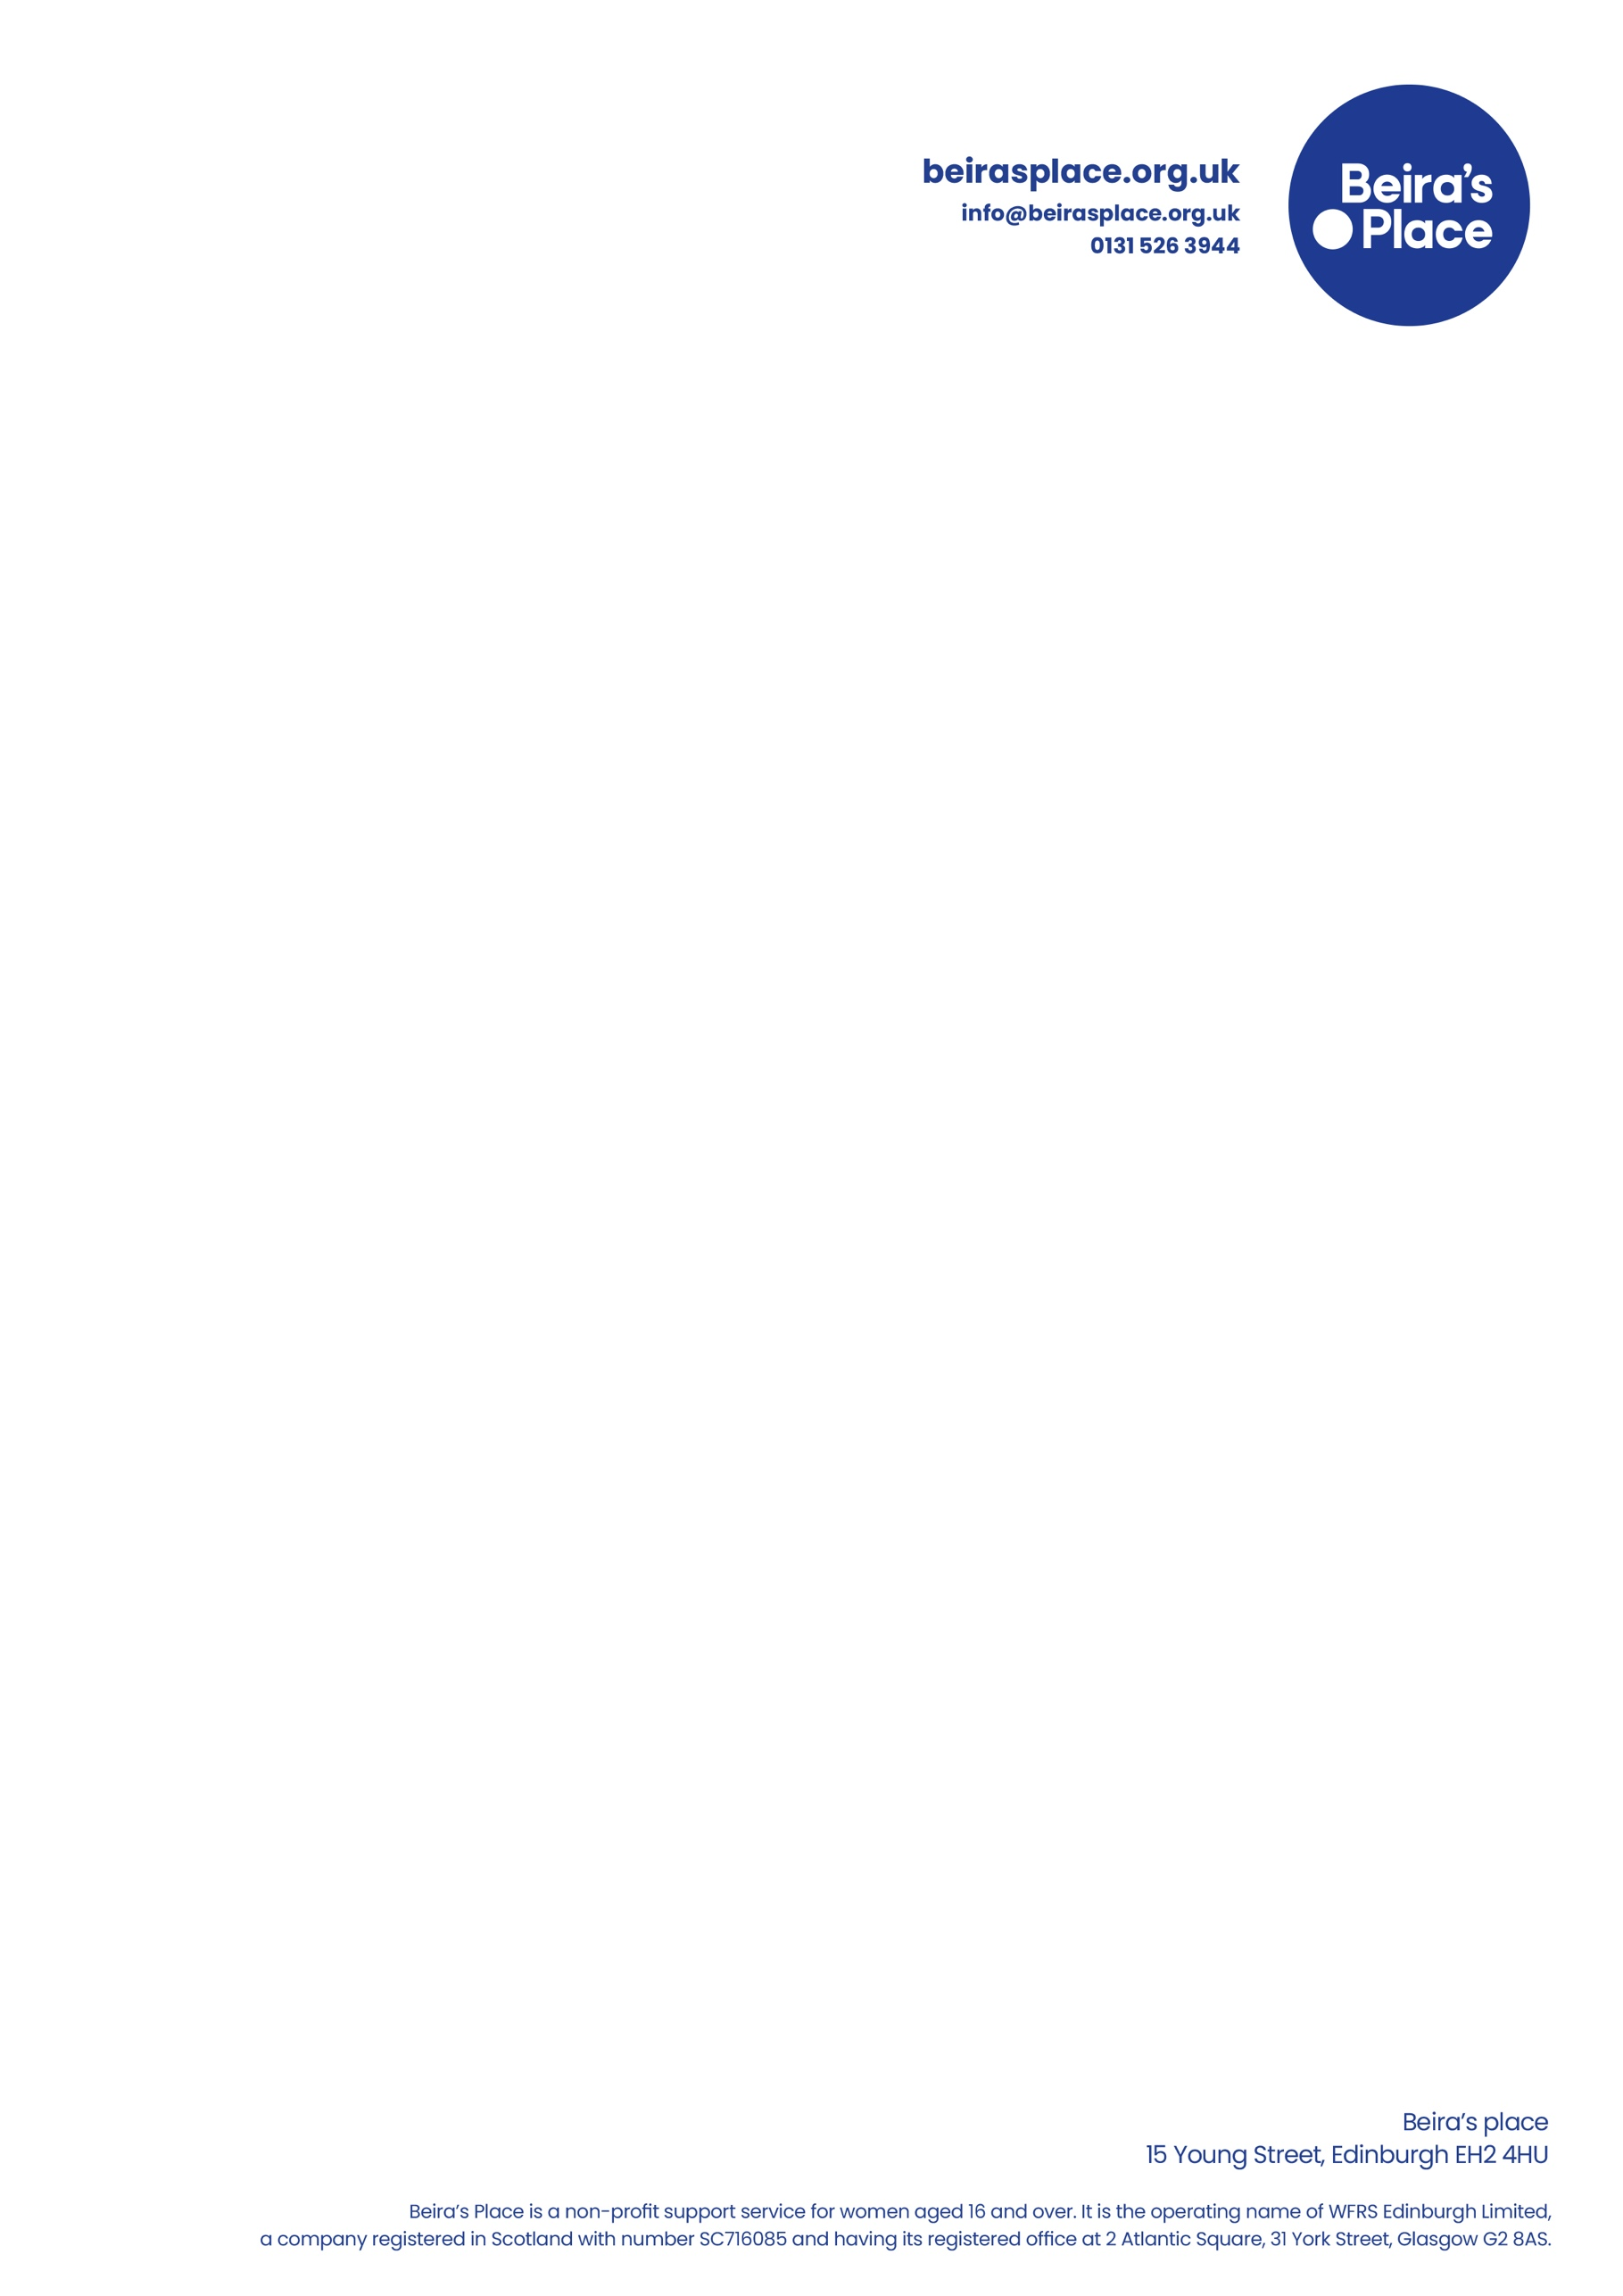 beirasplace.org.uk
info@beirasplace.org.uk
0131 526 3944
Beira’s
Place
Beira’s place
15 Young Street, Edinburgh EH2 4HU
Beira’s Place is a non-profit support service for women aged 16 and over. It is the operating name of WFRS Edinburgh Limited,
a company registered in Scotland with number SC716085 and having its registered office at 2 Atlantic Square, 31 York Street, Glasgow G2 8AS.